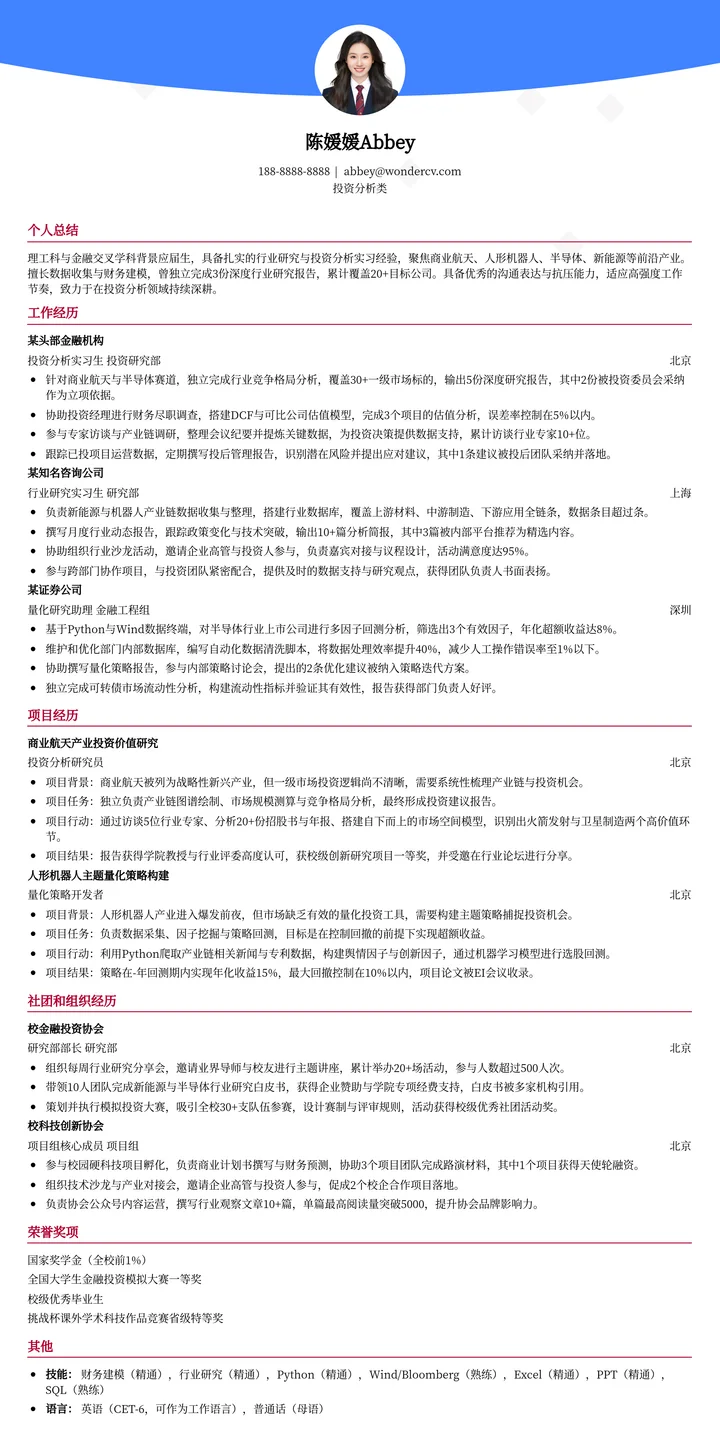 陈媛媛Abbey
188-8888-8888 | abbey@wondercv.com
投资分析类
个人总结
理工科与金融交叉学科背景应届生，具备扎实的行业研究与投资分析实习经验，聚焦商业航天、人形机器人、半导体、新能源等前沿产业。
擅长数据收集与财务建模，曾独立完成3份深度行业研究报告，累计覆盖20+目标公司。具备优秀的沟通表达与抗压能力，适应高强度工作
节奏，致力于在投资分析领域持续深耕。
工作经历
某头部金融机构
投资分析实习生 投资研究部 北京
● 针对商业航天与半导体赛道，独立完成行业竞争格局分析，覆盖30+一级市场标的，输出5份深度研究报告，其中2份被投资委员会采纳
作为立项依据。
● 协助投资经理进行财务尽职调查，搭建DCF与可比公司估值模型，完成3个项目的估值分析，误差率控制在5%以内。
● 参与专家访谈与产业链调研，整理会议纪要并提炼关键数据，为投资决策提供数据支持，累计访谈行业专家10+位。
● 跟踪已投项目运营数据，定期撰写投后管理报告，识别潜在风险并提出应对建议，其中1条建议被投后团队采纳并落地。
某知名咨询公司
行业研究实习生 研究部 上海
● 负责新能源与机器人产业链数据收集与整理，搭建行业数据库，覆盖上游材料、中游制造、下游应用全链条，数据条目超过条。
● 撰写月度行业动态报告，跟踪政策变化与技术突破，输出10+篇分析简报，其中3篇被内部平台推荐为精选内容。
● 协助组织行业沙龙活动，邀请企业高管与投资人参与，负责嘉宾对接与议程设计，活动满意度达95%。
● 参与跨部门协作项目，与投资团队紧密配合，提供及时的数据支持与研究观点，获得团队负责人书面表扬。
某证券公司
量化研究助理 金融工程组 深圳
● 基于Python与Wind数据终端，对半导体行业上市公司进行多因子回测分析，筛选出3个有效因子，年化超额收益达8%。
● 维护和优化部门内部数据库，编写自动化数据清洗脚本，将数据处理效率提升40%，减少人工操作错误率至1%以下。
● 协助撰写量化策略报告，参与内部策略讨论会，提出的2条优化建议被纳入策略迭代方案。
● 独立完成可转债市场流动性分析，构建流动性指标并验证其有效性，报告获得部门负责人好评。
项目经历
商业航天产业投资价值研究
投资分析研究员 北京
● 项目背景：商业航天被列为战略性新兴产业，但一级市场投资逻辑尚不清晰，需要系统性梳理产业链与投资机会。
● 项目任务：独立负责产业链图谱绘制、市场规模测算与竞争格局分析，最终形成投资建议报告。
● 项目行动：通过访谈5位行业专家、分析20+份招股书与年报、搭建自下而上的市场空间模型，识别出火箭发射与卫星制造两个高价值环
节。
● 项目结果：报告获得学院教授与行业评委高度认可，获校级创新研究项目一等奖，并受邀在行业论坛进行分享。
人形机器人主题量化策略构建
量化策略开发者 北京
● 项目背景：人形机器人产业进入爆发前夜，但市场缺乏有效的量化投资工具，需要构建主题策略捕捉投资机会。
● 项目任务：负责数据采集、因子挖掘与策略回测，目标是在控制回撤的前提下实现超额收益。
● 项目行动：利用Python爬取产业链相关新闻与专利数据，构建舆情因子与创新因子，通过机器学习模型进行选股回测。
● 项目结果：策略在-年回测期内实现年化收益15%，最大回撤控制在10%以内，项目论文被EI会议收录。
社团和组织经历
校金融投资协会
研究部部长 研究部 北京
● 组织每周行业研究分享会，邀请业界导师与校友进行主题讲座，累计举办20+场活动，参与人数超过500人次。
● 带领10人团队完成新能源与半导体行业研究白皮书，获得企业赞助与学院专项经费支持，白皮书被多家机构引用。
● 策划并执行模拟投资大赛，吸引全校30+支队伍参赛，设计赛制与评审规则，活动获得校级优秀社团活动奖。
校科技创新协会
项目组核心成员 项目组 北京
● 参与校园硬科技项目孵化，负责商业计划书撰写与财务预测，协助3个项目团队完成路演材料，其中1个项目获得天使轮融资。
● 组织技术沙龙与产业对接会，邀请企业高管与投资人参与，促成2个校企合作项目落地。
● 负责协会公众号内容运营，撰写行业观察文章10+篇，单篇最高阅读量突破5000，提升协会品牌影响力。
荣誉奖项
国家奖学金（全校前1%）
全国大学生金融投资模拟大赛一等奖
校级优秀毕业生
挑战杯课外学术科技作品竞赛省级特等奖
其他
● 技能： 财务建模（精通），行业研究（精通），Python（精通），Wind/Bloomberg（熟练），Excel（精通），PPT（精通），
SQL（熟练）
● 语言： 英语（CET-6，可作为工作语言），普通话（母语）